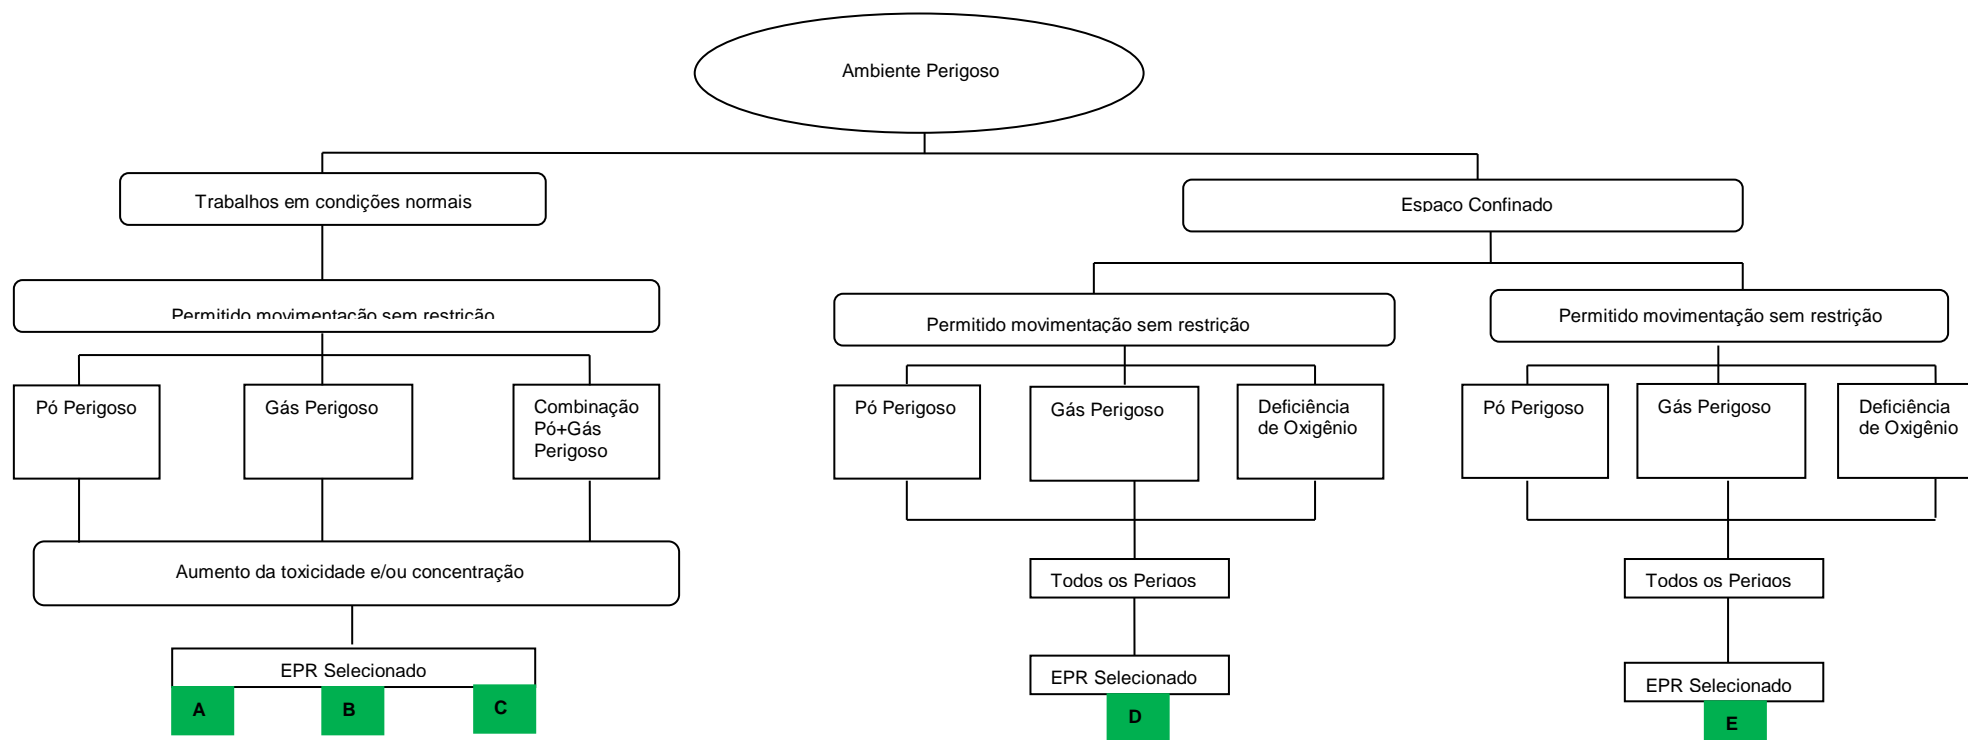 Ambiente Perigoso
Trabalhos em condições normais
Espaço Confinado
Permitido movimentação sem restrição
Permitido movimentação sem restrição
Permitido movimentação sem restrição
Pó Perigoso
Gás Perigoso
Combinação
Pó+Gás
Perigoso
Pó Perigoso
Gás Perigoso
Deficiência
de Oxigênio
Pó Perigoso
Gás Perigoso
Deficiência
de Oxigênio
Aumento da toxicidade e/ou concentração
Todos os Perigos
Todos os Perigos
EPR Selecionado
EPR Selecionado
EPR Selecionado
A
B
C
D
E